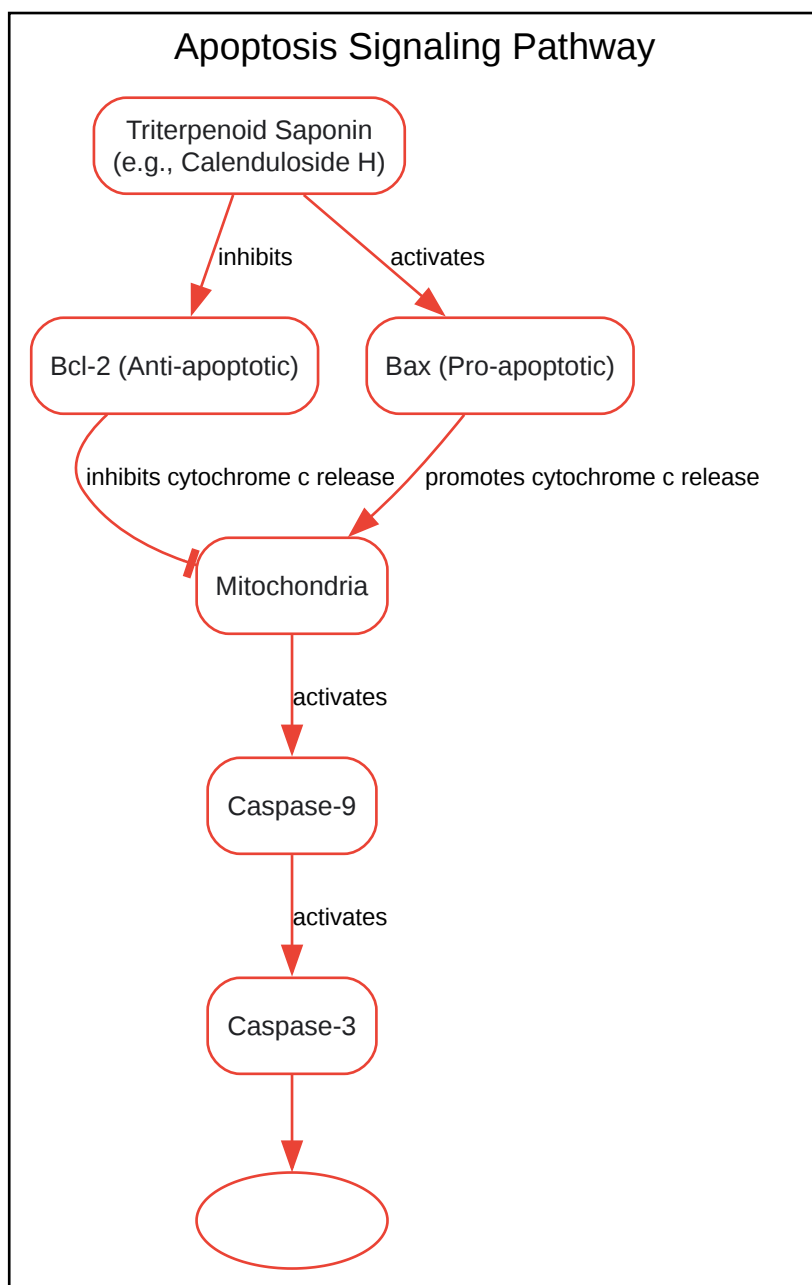 Apoptosis Signaling Pathway
Triterpenoid Saponin
(e.g., Calenduloside H)
inhibits
activates
Bcl-2 (Anti-apoptotic)
Bax (Pro-apoptotic)
inhibits cytochrome c release
promotes cytochrome c release
Mitochondria
activates
Caspase-9
activates
Caspase-3